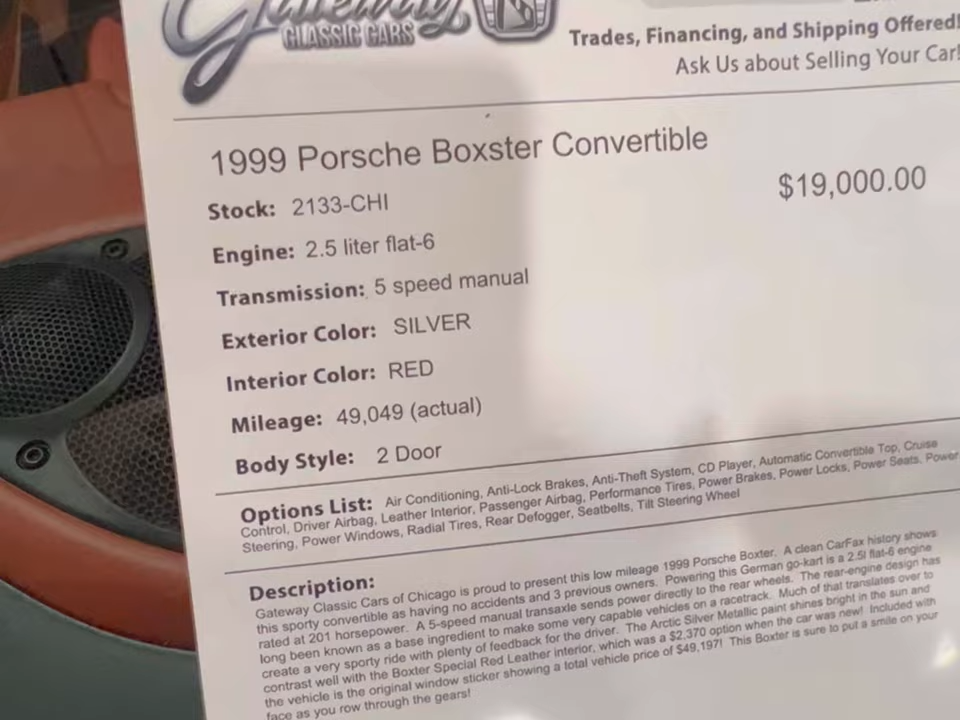 Gateway
CLASSIC CARS
Trades, Financing, and Shipping Offered!
Ask Us about Selling Your Car!
1999 Porsche Boxster Convertible
$19,000.00
Stock: 2133-CHI
Engine: 2.5 liter flat-6
Transmission: 5 speed manual
Exterior Color: SILVER
Interior Color: RED
Mileage: 49,049 (actual)
Body Style: 2 Door
Options List: Air Conditioning, Anti-Lock Brakes, Anti-Theft System, CD Player, Automatic Convertible Top, Cruise
Control, Driver Airbag, Leather Interior, Passenger Airbag, Performance Tires, Power Brakes, Power Locks, Power Seats, Power
Steering, Power Windows, Radial Tires, Rear Defogger, Seatbelts, Tilt Steering Wheel
Description:
Gateway Classic Cars of Chicago is proud to present this low mileage 1999 Porsche Boxter. A clean CarFax history shows
this sporty convertible as having no accidents and 3 previous owners. Powering this German go-kart is a 2.5l flat-6 engine
rated at 201 horsepower. A 5-speed manual transaxle sends power directly to the rear wheels. The rear-engine design has
long been known as a base ingredient to make some very capable vehicles on a racetrack. Much of that translates over to
create a very sporty ride with plenty of feedback for the driver. The Arctic Silver Metallic paint shines bright in the sun and
contrast well with the Boxter Special Red Leather interior, which was a $2,370 option when the car was new! Included with
the vehicle is the original window sticker showing a total vehicle price of $49,197! This Boxter is sure to put a smile on your
face as you row through the gears!